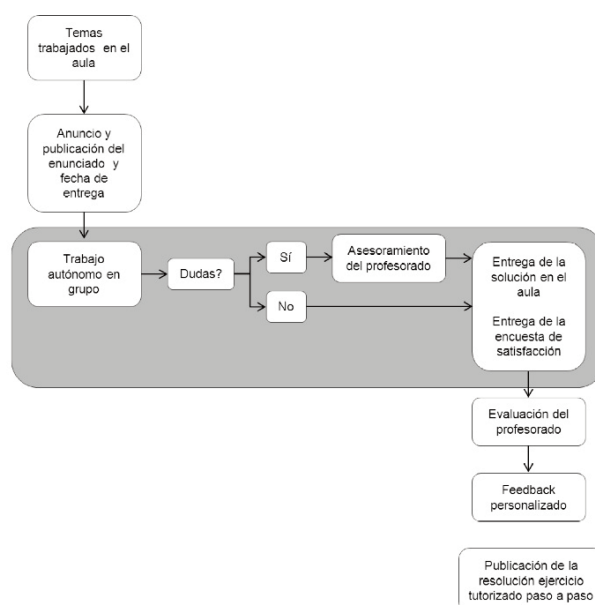 Temas
trabajados en el
aula
Anuncio y
publicación del
enunciado y
fecha de
entrega
Trabajo
autónomo en
grupo
Dudas?
Sí
Asesoramiento
del profesorado
No
Entrega de la
solución en el
aula
Entrega de la
encuesta de
satisfacción
Evaluación del
profesorado
Feedback
personalizado
Publicación de la
resolución ejercicio
tutorizado paso a paso